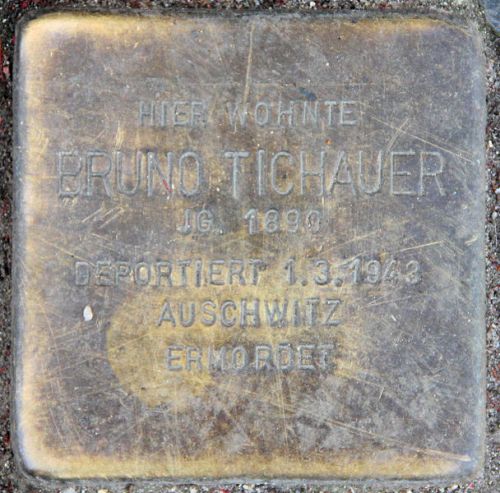 HIER WOHNTE
BRUNO TICHAUER
JG. 1890
DEPORTIERT 1.3.1943
AUSCHWITZ
ERMORDET